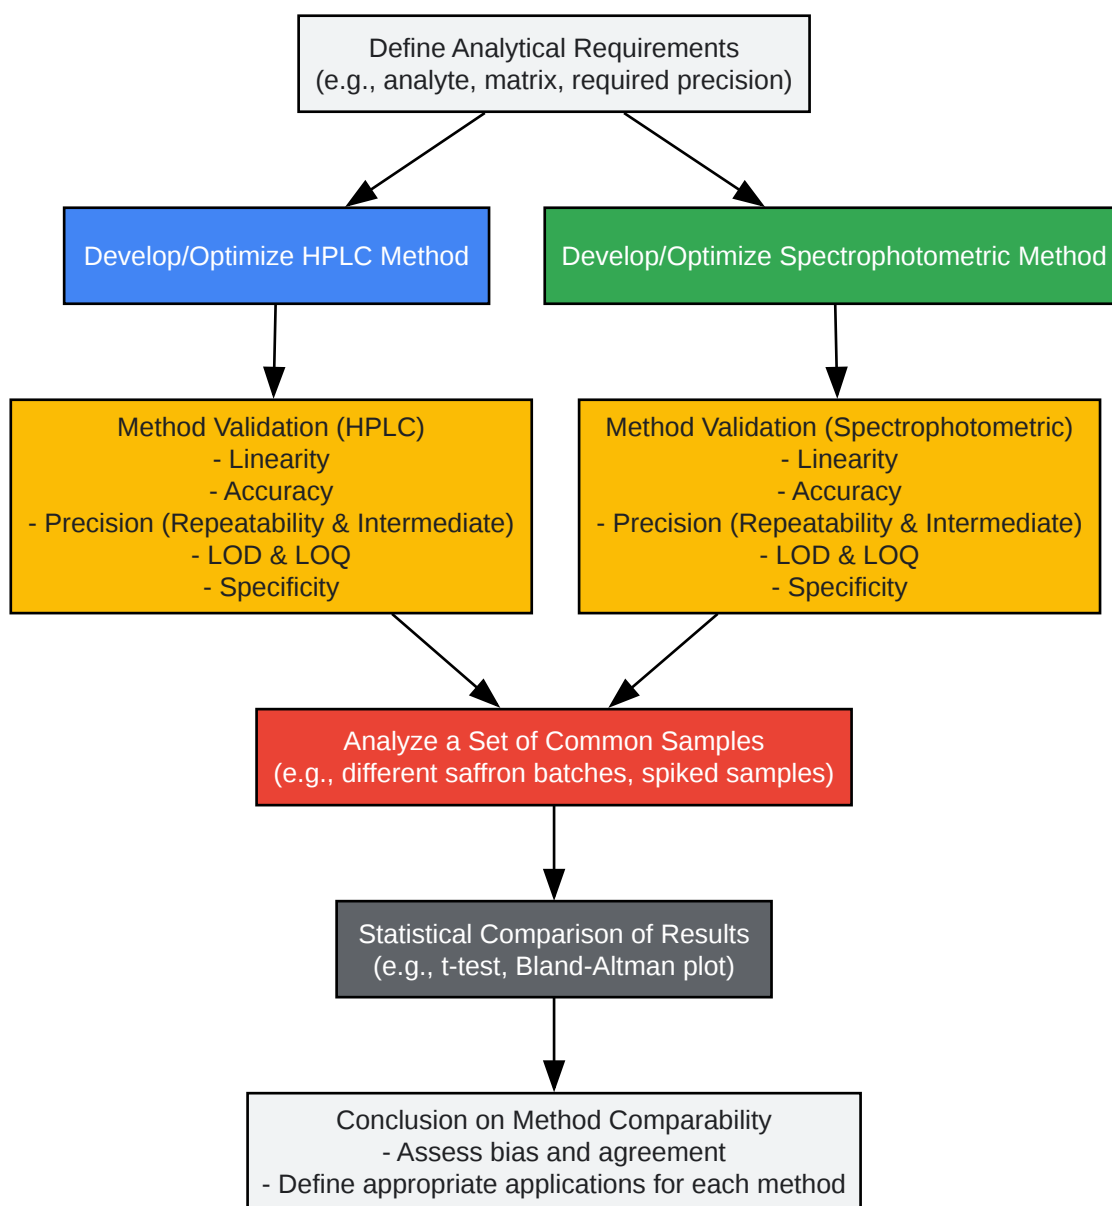 Define Analytical Requirements
(e.g., analyte, matrix, required precision)
Develop/Optimize HPLC Method
Develop/Optimize Spectrophotometric Method
Method Validation (HPLC)
- Linearity
- Accuracy
- Precision (Repeatability & Intermediate)
- LOD & LOQ
- Specificity
Method Validation (Spectrophotometric)
- Linearity
- Accuracy
- Precision (Repeatability & Intermediate)
- LOD & LOQ
- Specificity
Analyze a Set of Common Samples
(e.g., different saffron batches, spiked samples)
Statistical Comparison of Results
(e.g., t-test, Bland-Altman plot)
Conclusion on Method Comparability
- Assess bias and agreement
- Define appropriate applications for each method